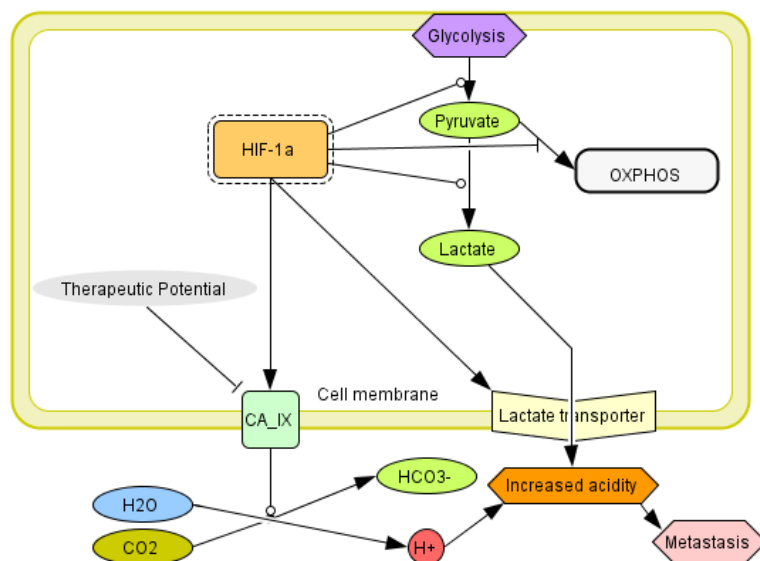 Glycolysis
Pyruvate
HIF-1a
OXPHOS
Lactate
Therapeutic Potential
Cell membrane
CA_IX
Lactate transporter
HCO3-
Increased acidity
H2O
CO2
H+
Metastasis